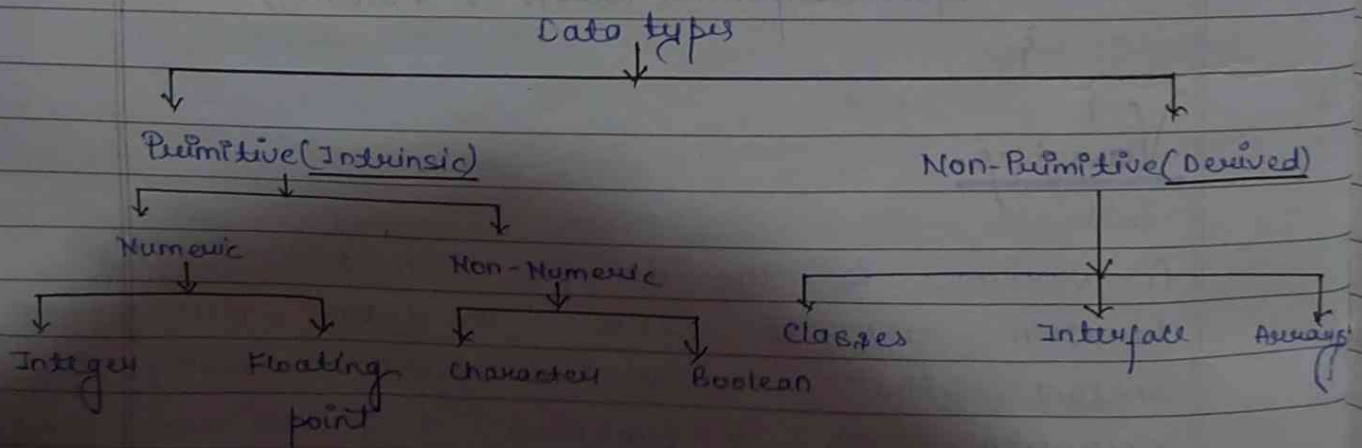 Data types
Primitive (Intrinsic)
Non-Primitive (Derived)
Numeric
Non-Numeric
Integer
Floating
point
Character
Boolean
Classes
Interface
Arrays